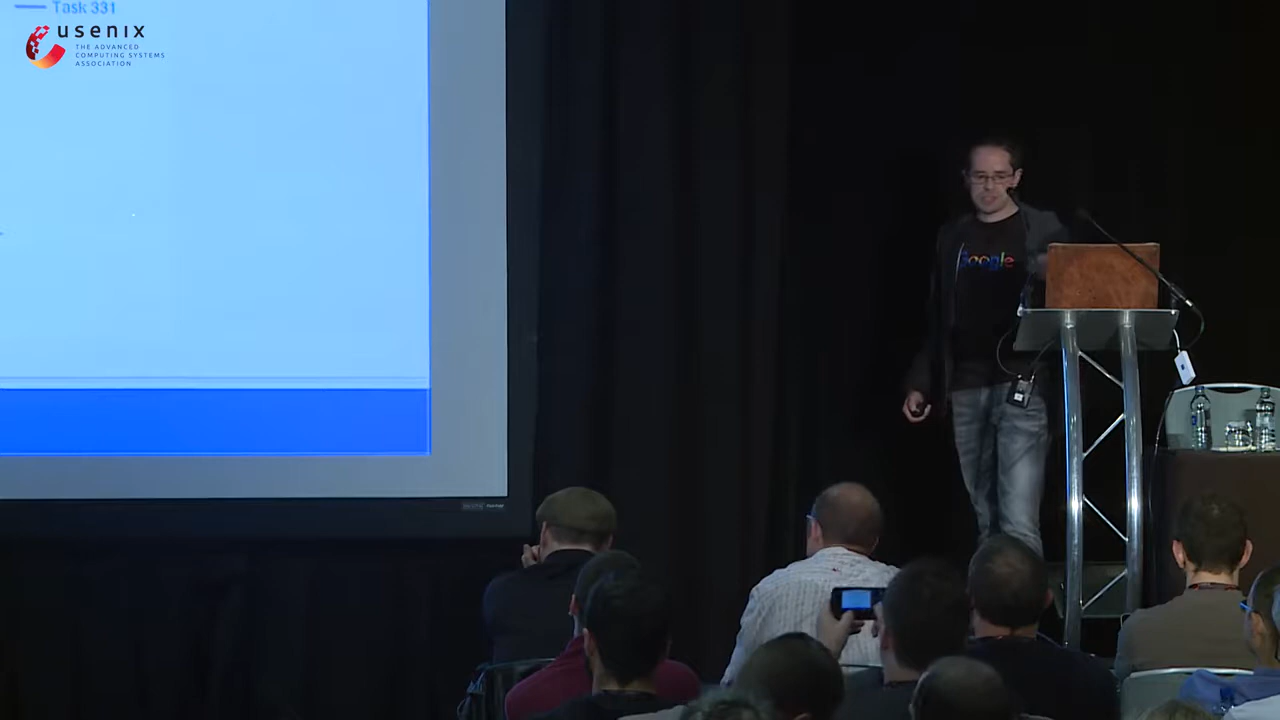 Task 331
usenix
THE ADVANCED
COMPUTING SYSTEMS
ASSOCIATION
Google